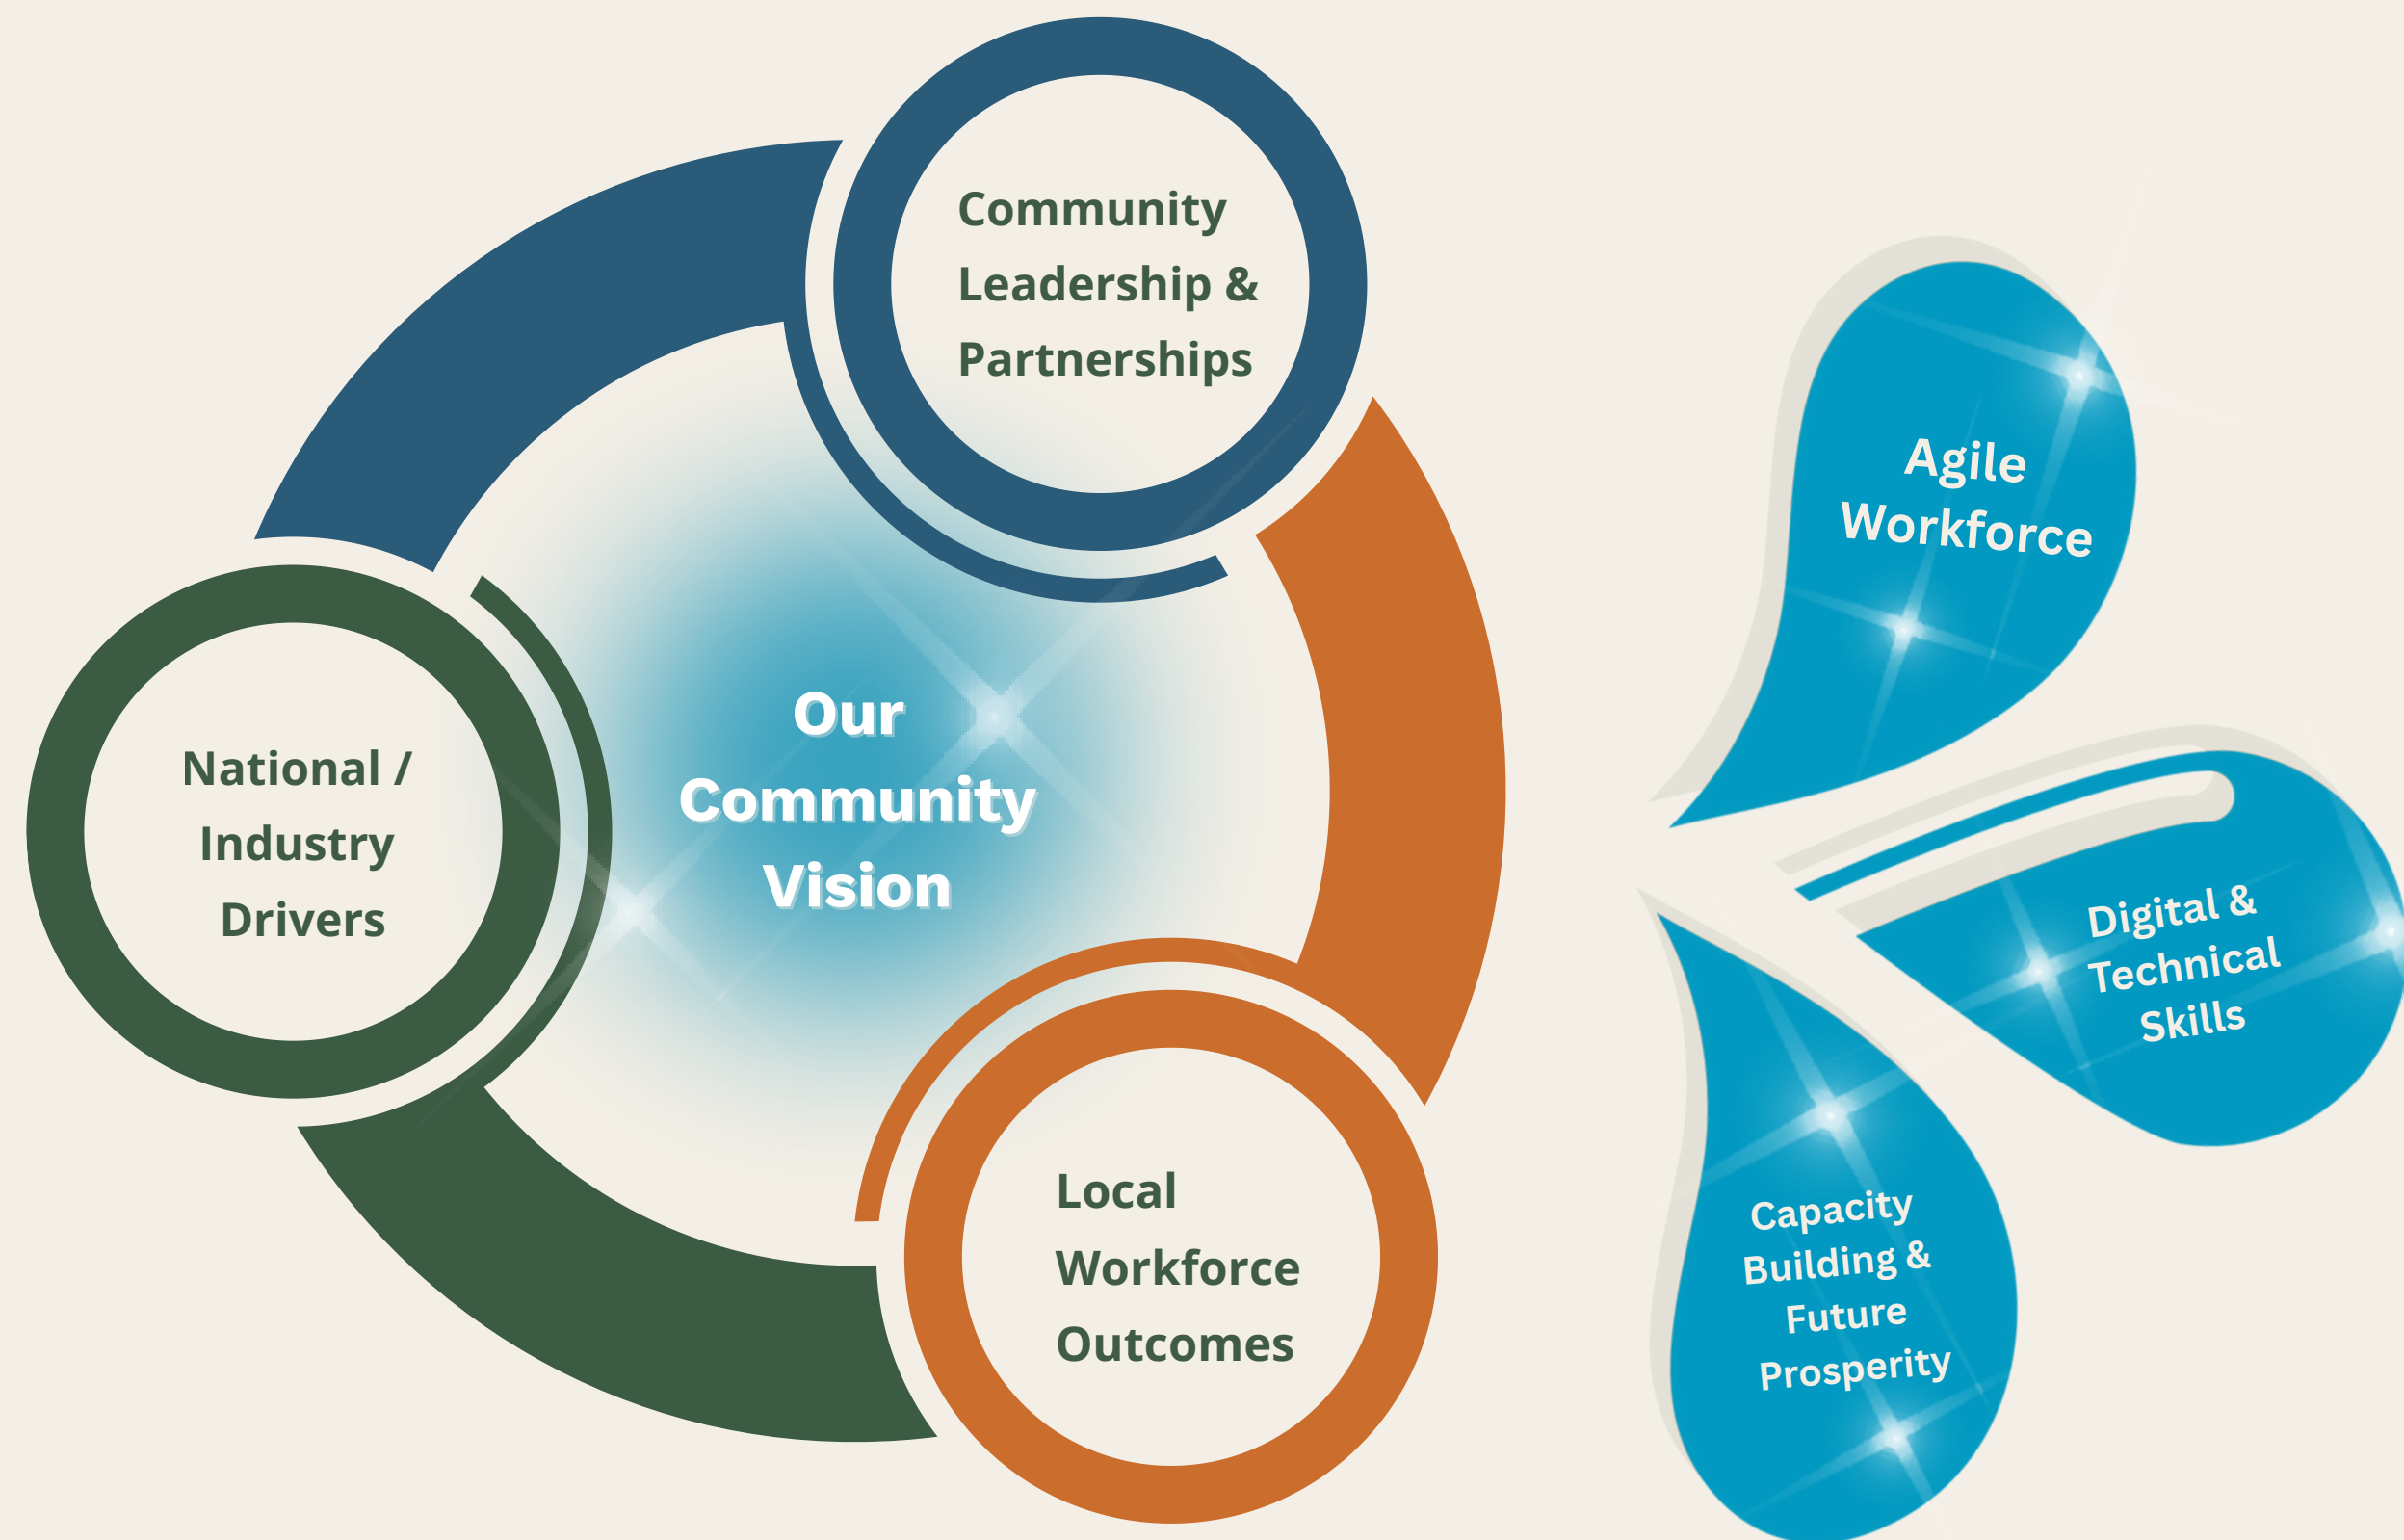 Community
Leadership &
Partnerships
National /
Industry
Drivers
Our
Community
Vision
Local
Workforce
Outcomes
Agile
Workforce
Digital &
Technical
Skills
Capacity
Building &
Future
Prosperity